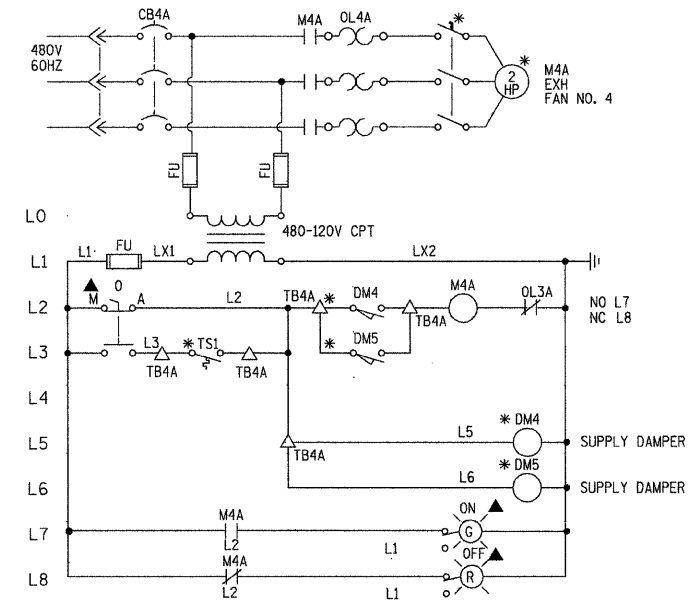 CB4A M4A OL4A *
480V
60HZ
2
HP
*
M4A
EXH
FAN NO. 4
FU FU
L0
480-120V CPT
L1 L1 FU LX1 LX2
L2 M O A L2 TB4A * DM4 TB4A M4A OL3A
NO L7
NC L8
L3 L3 TB4A * TS1 TB4A * DM5
L4
L5 TB4A L5 * DM4 SUPPLY DAMPER
L6 L6 * DM5 SUPPLY DAMPER
L7 M4A L2 L1 ON G
L8 M4A L2 L1 OFF R